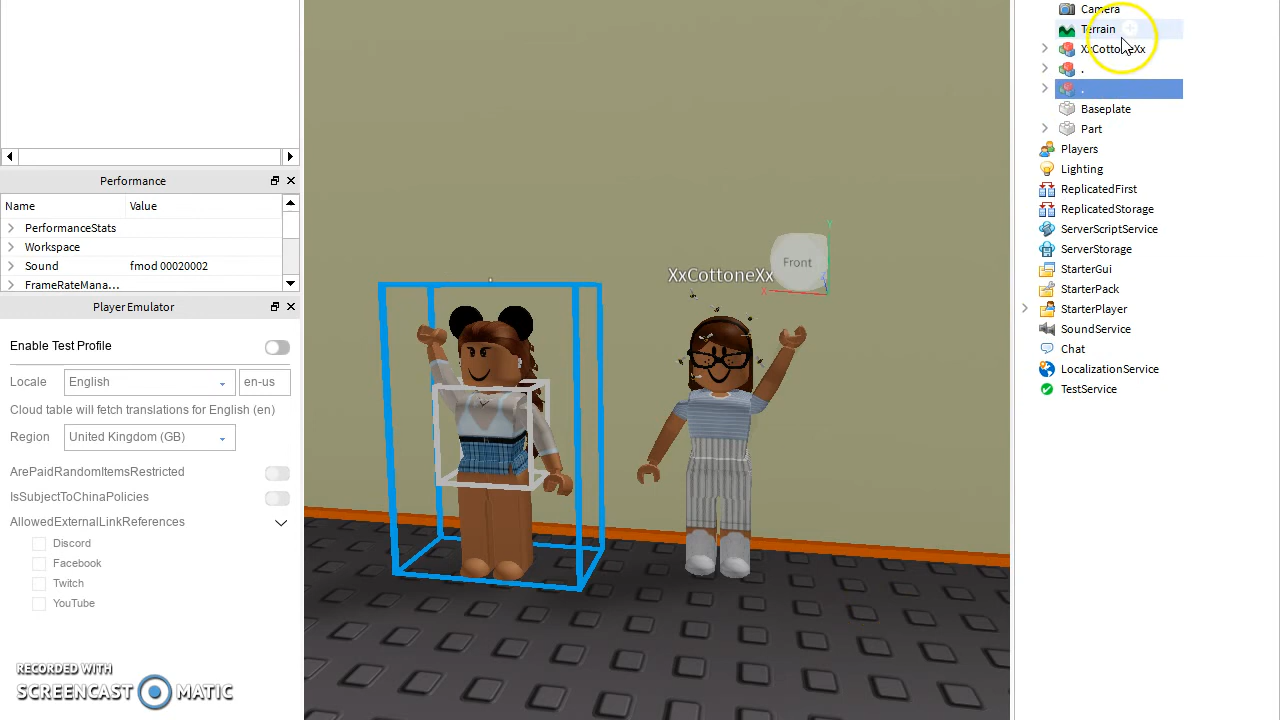 Performance
Name Value
PerformanceStats
Workspace
Sound fmod 00020002
FrameRateMana...
PlayerEmulator
Enable Test Profile
Locale English en-us
Cloud table will fetch translations for English (en)
Region United Kingdom (GB)
ArePaidRandomItemsRestricted
IsSubjectToChinaPolicies
AllowedExternalLinkReferences
Discord
Facebook
Twitch
YouTube
RECORDED WITH
SCREENCAST MATIC
XxCottoneXx
Front
Y
X
Camera
Terrain
XxCottoneXx
.
.
Baseplate
Part
Players
Lighting
ReplicatedFirst
ReplicatedStorage
ServerScriptService
ServerStorage
StarterGui
StarterPack
StarterPlayer
SoundService
Chat
LocalizationService
TestService